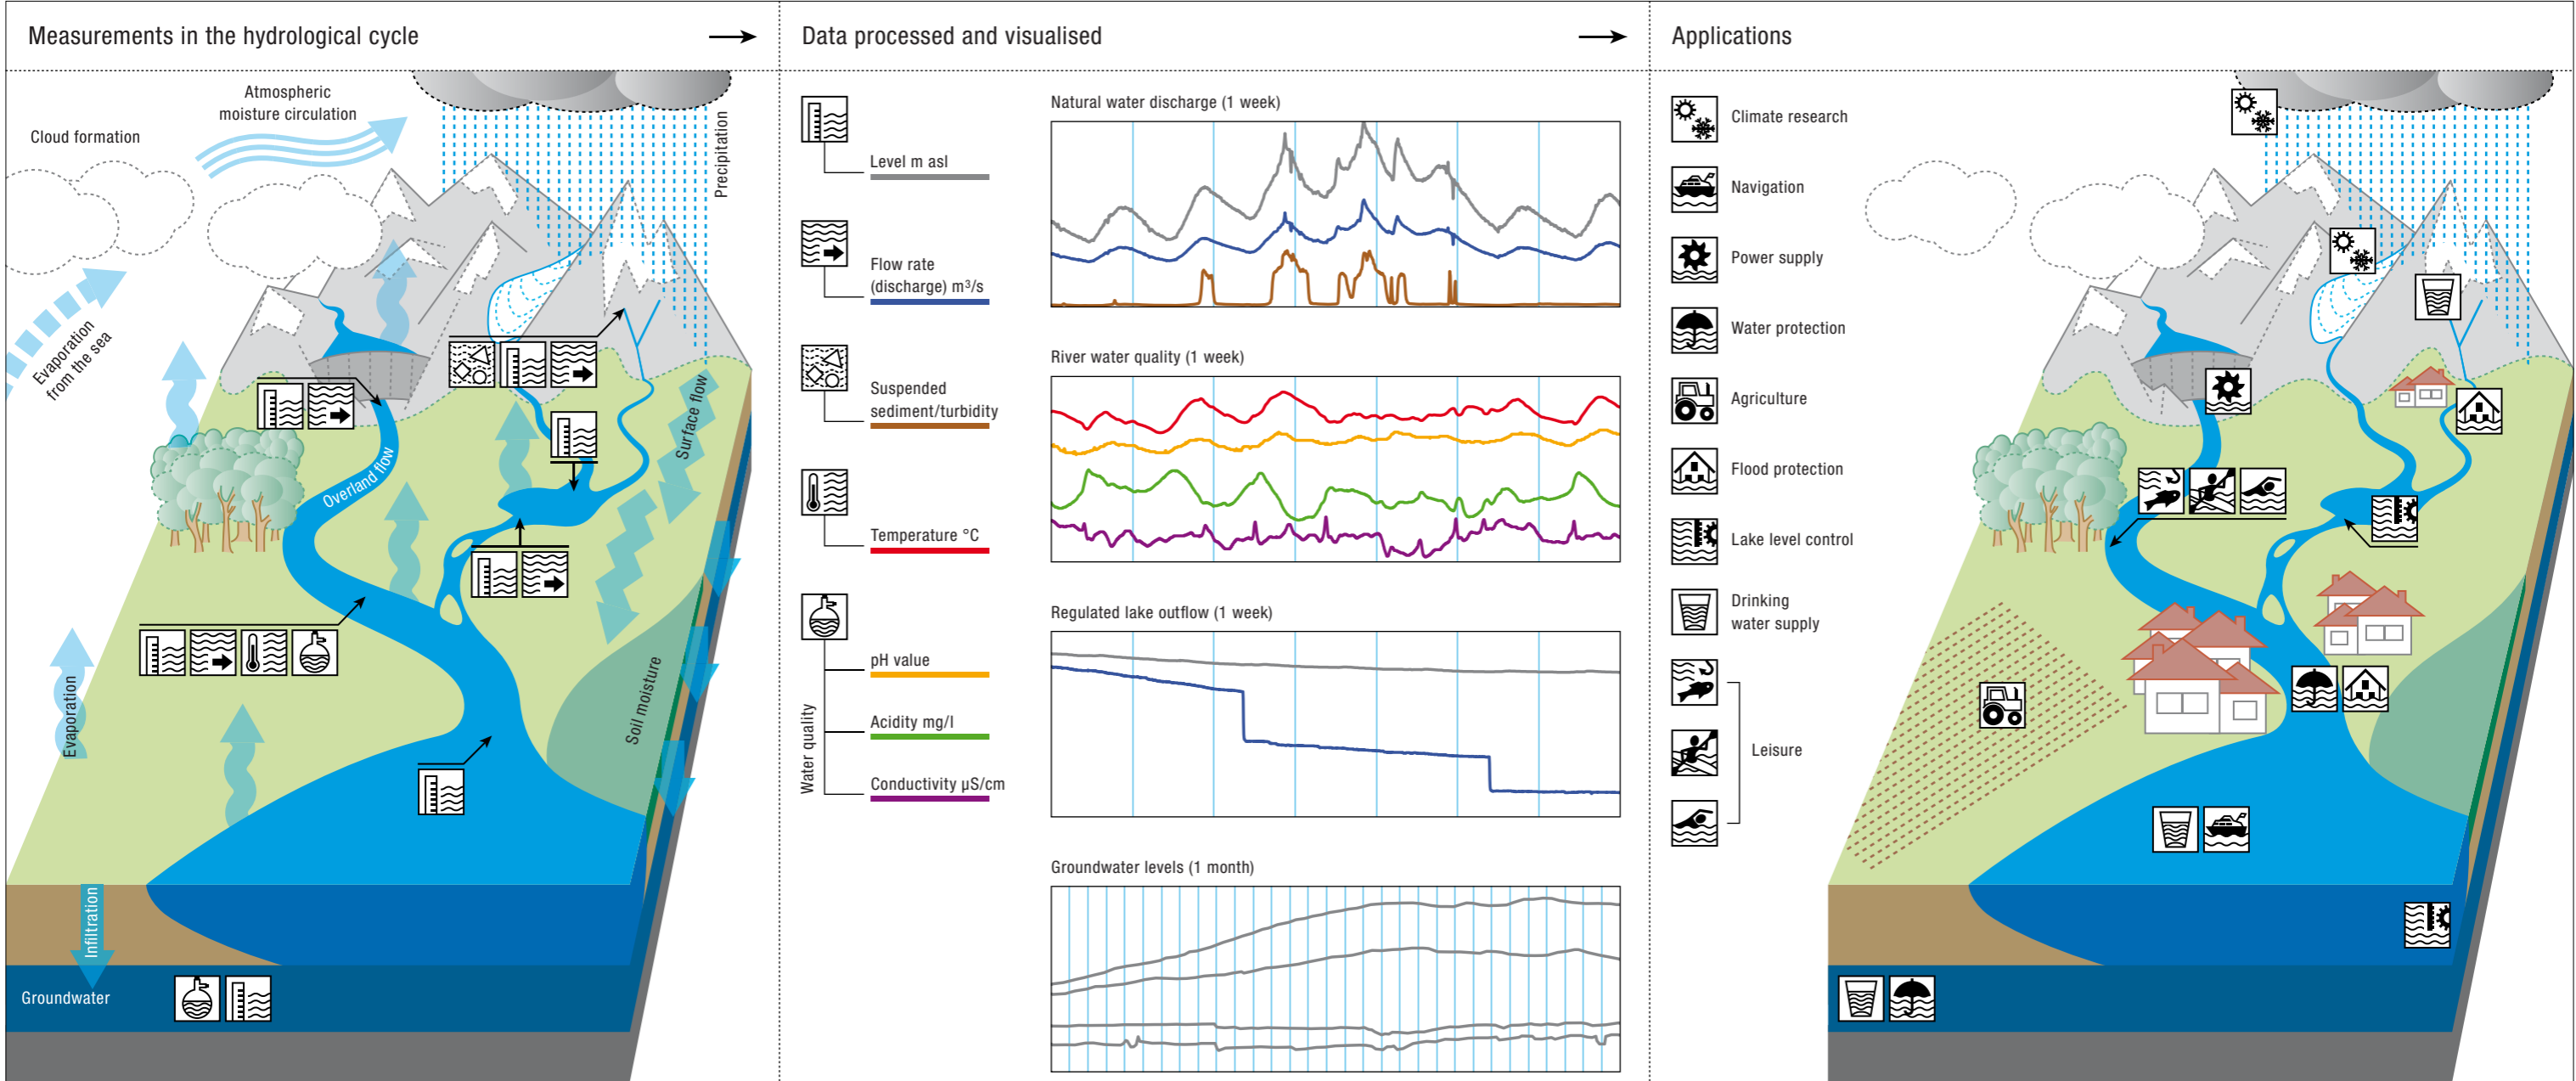 Measurements in the hydrological cycle
Cloud formation
Atmospheric
moisture circulation
Precipitation
Evaporation
from the sea
Surface flow
Overland flow
Soil moisture
Evaporation
Infiltration
Groundwater
Data processed and visualised
Level m asl
Flow rate
(discharge) m³/s
Suspended
sediment/turbidity
Temperature °C
Water quality
pH value
Acidity mg/l
Conductivity µS/cm
Natural water discharge (1 week)
River water quality (1 week)
Regulated lake outflow (1 week)
Groundwater levels (1 month)
Applications
Climate research
Navigation
Power supply
Water protection
Agriculture
Flood protection
Lake level control
Drinking
water supply
Leisure